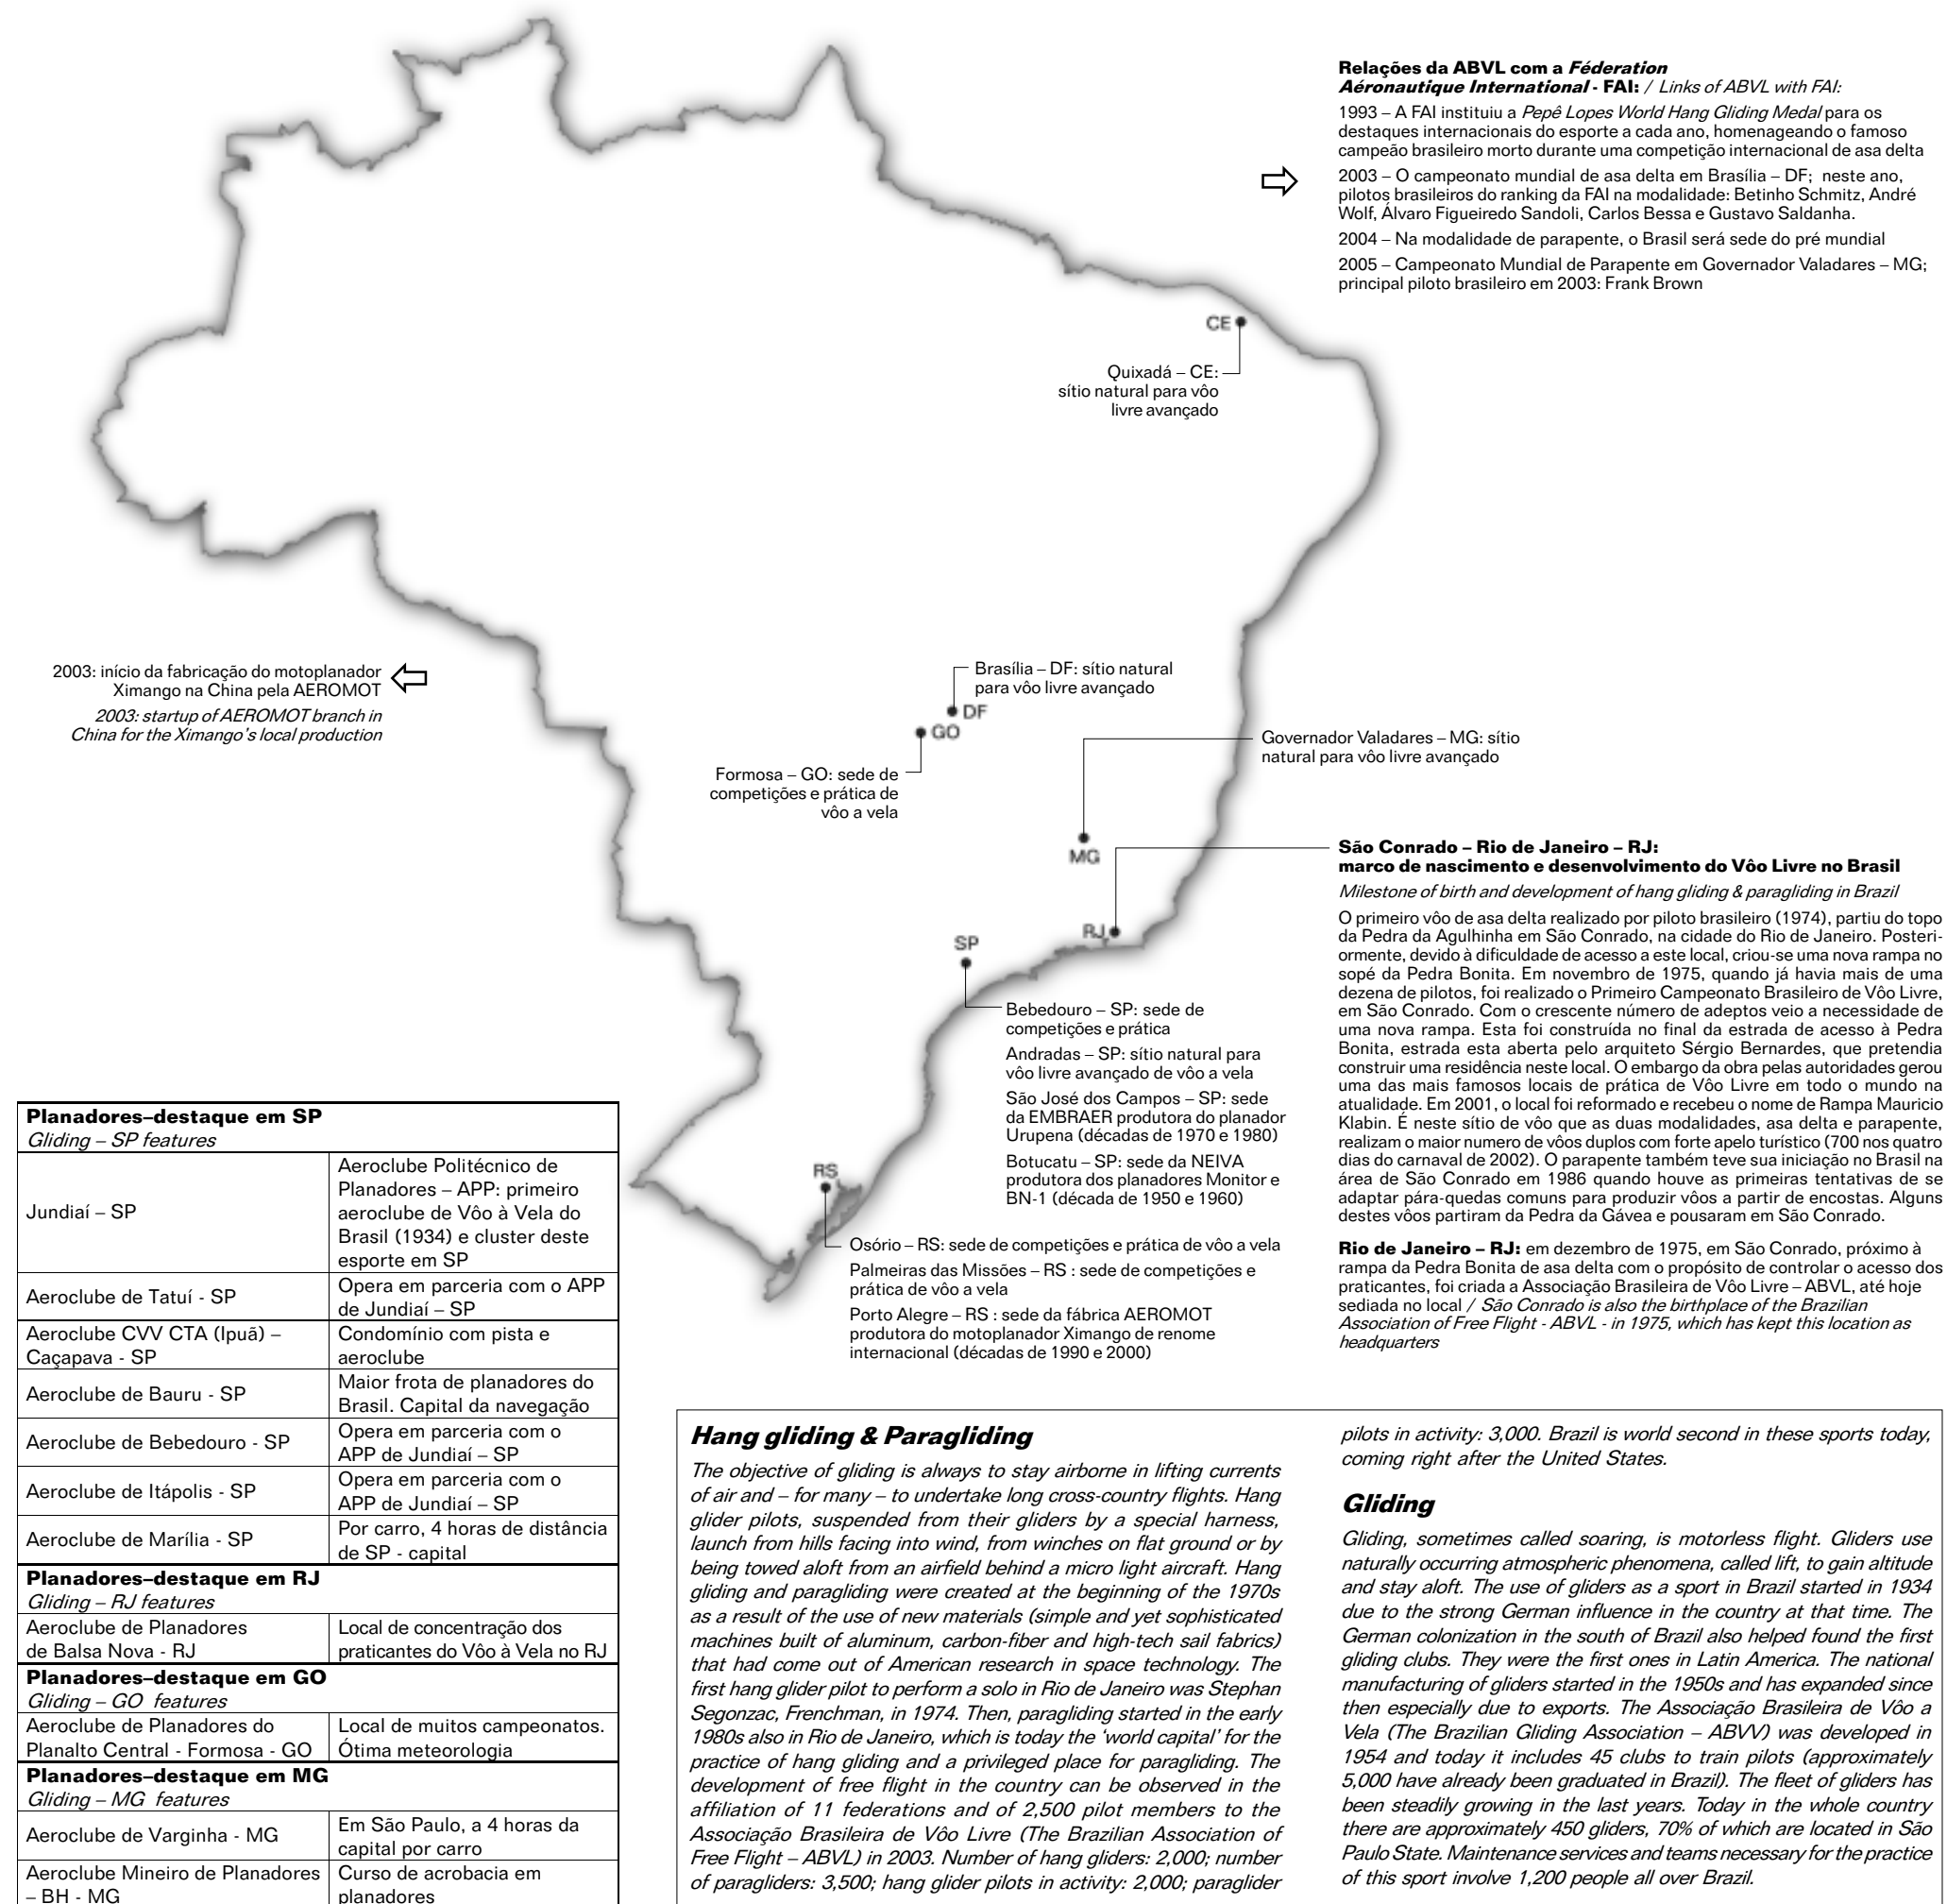 Relações da ABVL com a Féderation
Aéronautique International - FAI: / Links of ABVL with FAI:
1993 – A FAI instituiu a Pepê Lopes World Hang Gliding Medal para os
destaques internacionais do esporte a cada ano, homenageando o famoso
campeão brasileiro morto durante uma competição internacional de asa delta
2003 – O campeonato mundial de asa delta em Brasília – DF; neste ano,
pilotos brasileiros do ranking da FAI na modalidade: Betinho Schmitz, André
Wolf, Álvaro Figueiredo Sandoli, Carlos Bessa e Gustavo Saldanha.
2004 – Na modalidade de parapente, o Brasil será sede do pré mundial
2005 – Campeonato Mundial de Parapente em Governador Valadares – MG;
principal piloto brasileiro em 2003: Frank Brown
CE
Quixadá – CE:
sítio natural para vôo
livre avançado
2003: início da fabricação do motoplanador
Ximango na China pela AEROMOT
2003: startup of AEROMOT branch in
China for the Ximango's local production
Brasília – DF: sítio natural
para vôo livre avançado
DF
GO
Formosa – GO: sede de
competições e prática de
vôo a vela
Governador Valadares – MG: sítio
natural para vôo livre avançado
MG
São Conrado – Rio de Janeiro – RJ:
marco de nascimento e desenvolvimento do Vôo Livre no Brasil
Milestone of birth and development of hang gliding & paragliding in Brazil
O primeiro vôo de asa delta realizado por piloto brasileiro (1974), partiu do topo
da Pedra da Agulhinha em São Conrado, na cidade do Rio de Janeiro. Posteri-
ormente, devido à dificuldade de acesso a este local, criou-se uma nova rampa no
sopé da Pedra Bonita. Em novembro de 1975, quando já havia mais de uma
dezena de pilotos, foi realizado o Primeiro Campeonato Brasileiro de Vôo Livre,
em São Conrado. Com o crescente número de adeptos veio a necessidade de
uma nova rampa. Esta foi construída no final da estrada de acesso à Pedra
Bonita, estrada esta aberta pelo arquiteto Sérgio Bernardes, que pretendia
construir uma residência neste local. O embargo da obra pelas autoridades gerou
uma das mais famosos locais de prática de Vôo Livre em todo o mundo na
atualidade. Em 2001, o local foi reformado e recebeu o nome de Rampa Mauricio
Klabin. É neste sítio de vôo que as duas modalidades, asa delta e parapente,
realizam o maior numero de vôos duplos com forte apelo turístico (700 nos quatro
dias do carnaval de 2002). O parapente também teve sua iniciação no Brasil na
área de São Conrado em 1986 quando houve as primeiras tentativas de se
adaptar pára-quedas comuns para produzir vôos a partir de encostas. Alguns
destes vôos partiram da Pedra da Gávea e pousaram em São Conrado.
Rio de Janeiro – RJ: em dezembro de 1975, em São Conrado, próximo à
rampa da Pedra Bonita de asa delta com o propósito de controlar o acesso dos
praticantes, foi criada a Associação Brasileira de Vôo Livre – ABVL, até hoje
sediada no local / São Conrado is also the birthplace of the Brazilian
Association of Free Flight - ABVL - in 1975, which has kept this location as
headquarters
RJ
SP
Bebedouro – SP: sede de
competições e prática
Andradas – SP: sítio natural para
vôo livre avançado de vôo a vela
São José dos Campos – SP: sede
da EMBRAER produtora do planador
Urupena (décadas de 1970 e 1980)
Botucatu – SP: sede da NEIVA
produtora dos planadores Monitor e
BN-1 (década de 1950 e 1960)
RS
Osório – RS: sede de competições e prática de vôo a vela
Palmeiras das Missões – RS : sede de competições e
prática de vôo a vela
Porto Alegre – RS : sede da fábrica AEROMOT
produtora do motoplanador Ximango de renome
internacional (décadas de 1990 e 2000)
Planadores–destaque em SP
Gliding – SP features
Jundiaí – SP
Aeroclube Politécnico de
Planadores – APP: primeiro
aeroclube de Vôo à Vela do
Brasil (1934) e cluster deste
esporte em SP
Aeroclube de Tatuí - SP
Opera em parceria com o APP
de Jundiaí – SP
Aeroclube CVV CTA (Ipuã) –
Caçapava - SP
Condomínio com pista e
aeroclube
Aeroclube de Bauru - SP
Maior frota de planadores do
Brasil. Capital da navegação
Aeroclube de Bebedouro - SP
Opera em parceria com o
APP de Jundiaí – SP
Aeroclube de Itápolis - SP
Opera em parceria com o
APP de Jundiaí – SP
Aeroclube de Marília - SP
Por carro, 4 horas de distância
de SP - capital
Planadores–destaque em RJ
Gliding – RJ features
Aeroclube de Planadores
de Balsa Nova - RJ
Local de concentração dos
praticantes do Vôo à Vela no RJ
Planadores–destaque em GO
Gliding – GO features
Aeroclube de Planadores do
Planalto Central - Formosa - GO
Local de muitos campeonatos.
Ótima meteorologia
Planadores–destaque em MG
Gliding – MG features
Aeroclube de Varginha - MG
Em São Paulo, a 4 horas da
capital por carro
Aeroclube Mineiro de Planadores
– BH - MG
Curso de acrobacia em
planadores
Hang gliding & Paragliding
The objective of gliding is always to stay airborne in lifting currents
of air and – for many – to undertake long cross-country flights. Hang
glider pilots, suspended from their gliders by a special harness,
launch from hills facing into wind, from winches on flat ground or by
being towed aloft from an airfield behind a micro light aircraft. Hang
gliding and paragliding were created at the beginning of the 1970s
as a result of the use of new materials (simple and yet sophisticated
machines built of aluminum, carbon-fiber and high-tech sail fabrics)
that had come out of American research in space technology. The
first hang glider pilot to perform a solo in Rio de Janeiro was Stephan
Segonzac, Frenchman, in 1974. Then, paragliding started in the early
1980s also in Rio de Janeiro, which is today the 'world capital' for the
practice of hang gliding and a privileged place for paragliding. The
development of free flight in the country can be observed in the
affiliation of 11 federations and of 2,500 pilot members to the
Associação Brasileira de Vôo Livre (The Brazilian Association of
Free Flight – ABVL) in 2003. Number of hang gliders: 2,000; number
of paragliders: 3,500; hang glider pilots in activity: 2,000; paraglider
pilots in activity: 3,000. Brazil is world second in these sports today,
coming right after the United States.
Gliding
Gliding, sometimes called soaring, is motorless flight. Gliders use
naturally occurring atmospheric phenomena, called lift, to gain altitude
and stay aloft. The use of gliders as a sport in Brazil started in 1934
due to the strong German influence in the country at that time. The
German colonization in the south of Brazil also helped found the first
gliding clubs. They were the first ones in Latin America. The national
manufacturing of gliders started in the 1950s and has expanded since
then especially due to exports. The Associação Brasileira de Vôo a
Vela (The Brazilian Gliding Association – ABVV) was developed in
1954 and today it includes 45 clubs to train pilots (approximately
5,000 have already been graduated in Brazil). The fleet of gliders has
been steadily growing in the last years. Today in the whole country
there are approximately 450 gliders, 70% of which are located in São
Paulo State. Maintenance services and teams necessary for the practice
of this sport involve 1,200 people all over Brazil.